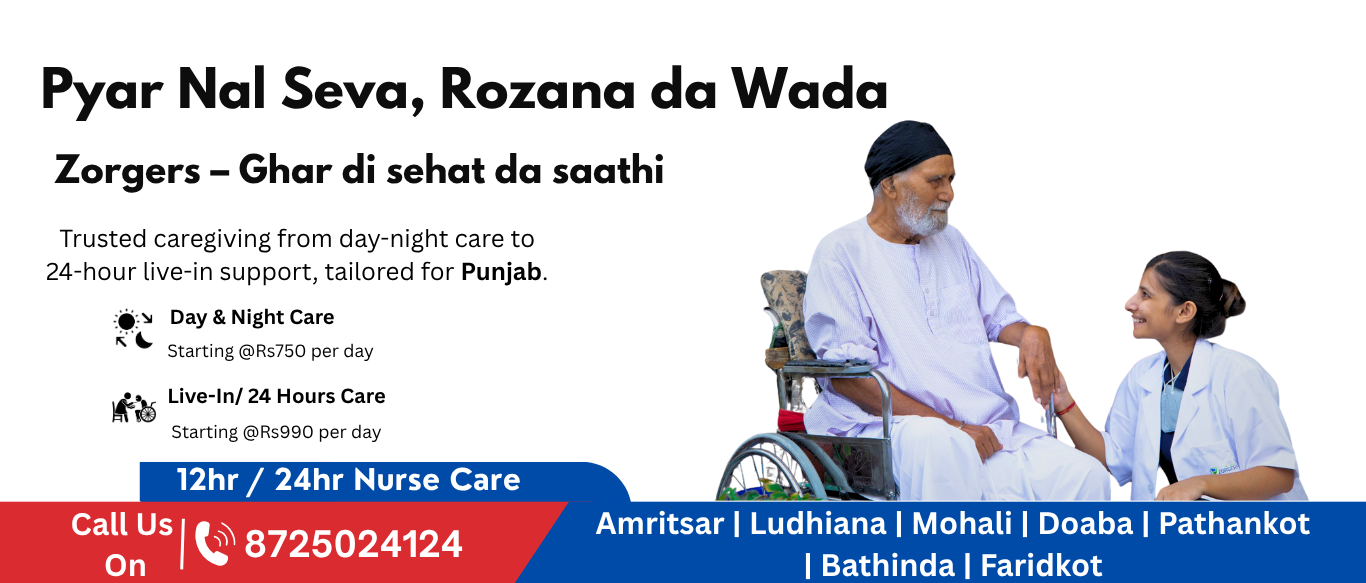 Pyar Nal Seva, Rozana da Wada
Zorgers – Ghar di sehat da saathi
Trusted caregiving from day-night care to
24-hour live-in support, tailored for Punjab.
Day & Night Care
Starting @Rs750 per day
Live-In/ 24 Hours Care
Starting @Rs990 per day
12hr / 24hr Nurse Care
Call Us
On
8725024124
Amritsar | Ludhiana | Mohali | Doaba | Pathankot
| Bathinda | Faridkot